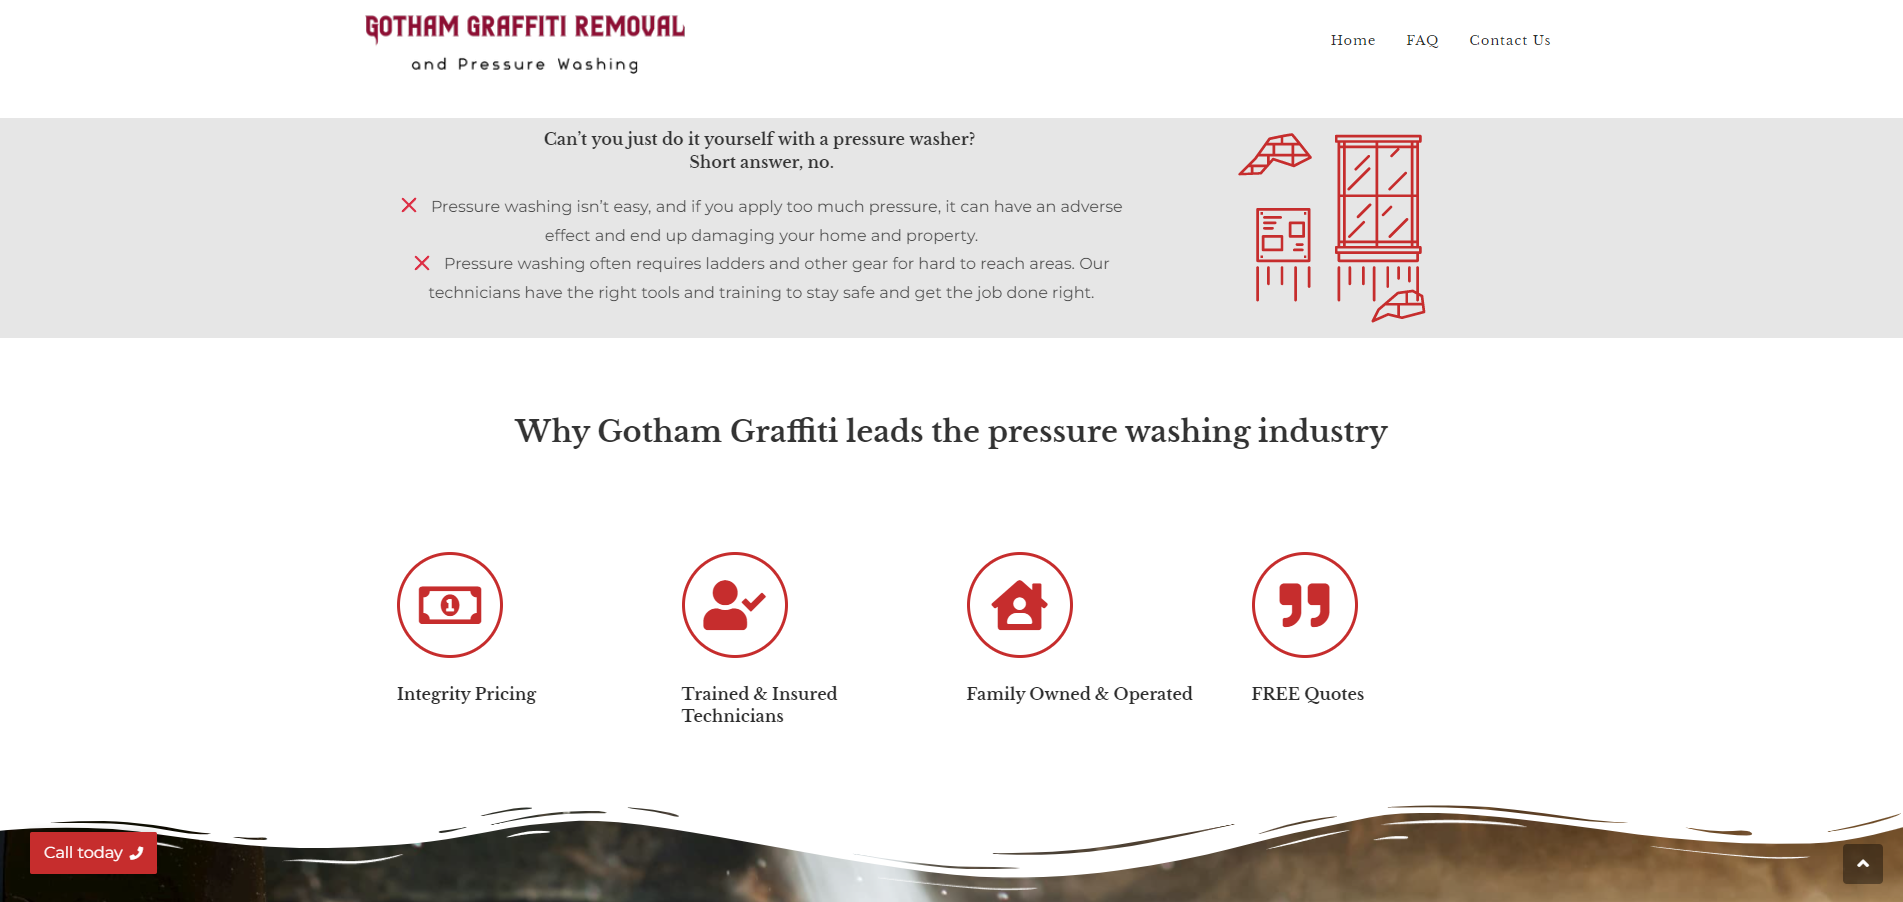 GOTHAM GRAFFITI REMOVAL
and Pressure Washing
Home FAQ Contact Us
Can’t you just do it yourself with a pressure washer?
Short answer, no.
Pressure washing isn’t easy, and if you apply too much pressure, it can have an adverse
effect and end up damaging your home and property.
Pressure washing often requires ladders and other gear for hard to reach areas. Our
technicians have the right tools and training to stay safe and get the job done right.
Why Gotham Graffiti leads the pressure washing industry
1
Integrity Pricing
Trained & Insured
Technicians
Family Owned & Operated
FREE Quotes
Call today